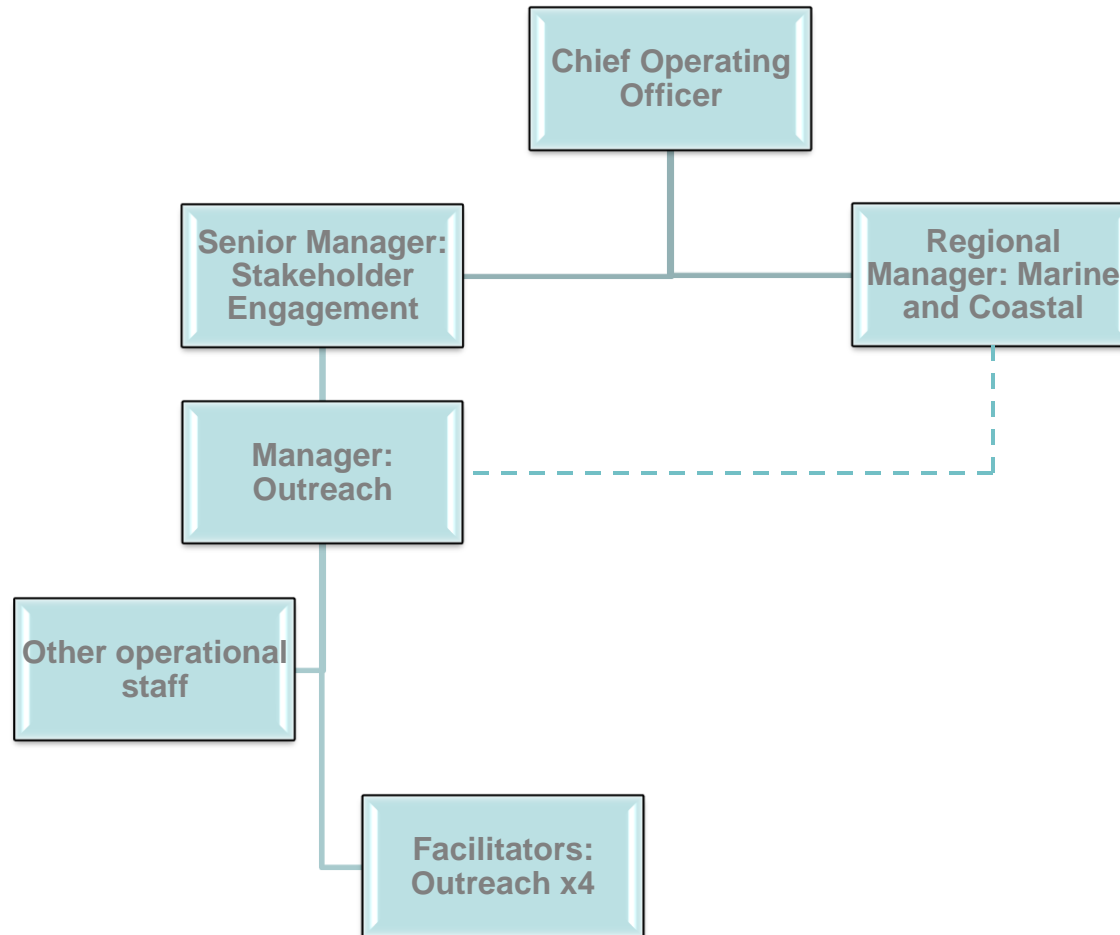 Chief Operating
Officer
Senior Manager:
Stakeholder
Engagement
Regional
Manager: Marine
and Coastal
Manager:
Outreach
Other operational
staff
Facilitators:
Outreach x4